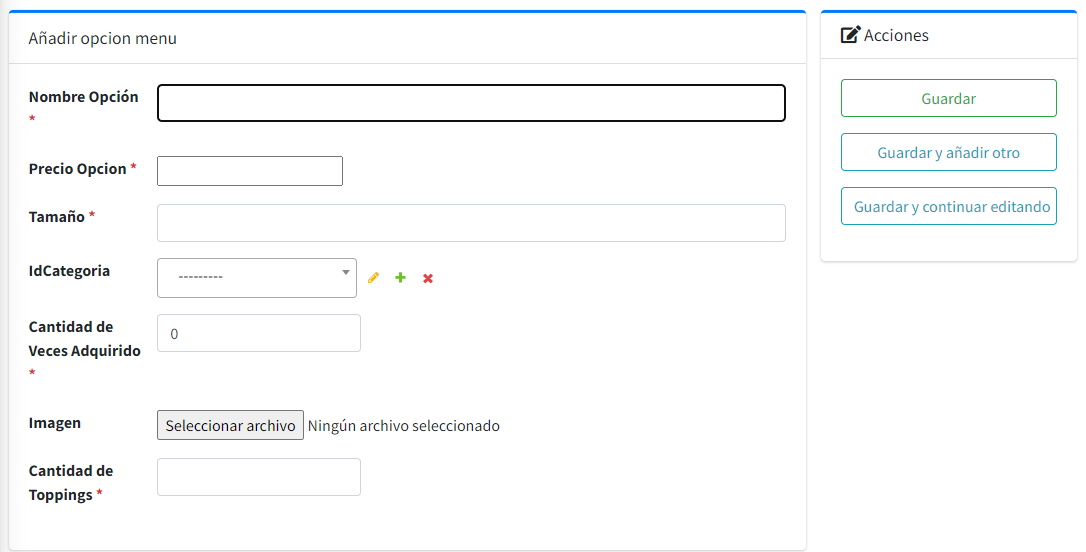 Añadir opcion menu
Nombre Opción
*
Precio Opcion *
Tamaño *
IdCategoria
---------
Cantidad de
Veces Adquirido
*
0
Imagen
Seleccionar archivo Ningún archivo seleccionado
Cantidad de
Toppings *
Acciones
Guardar
Guardar y añadir otro
Guardar y continuar editando